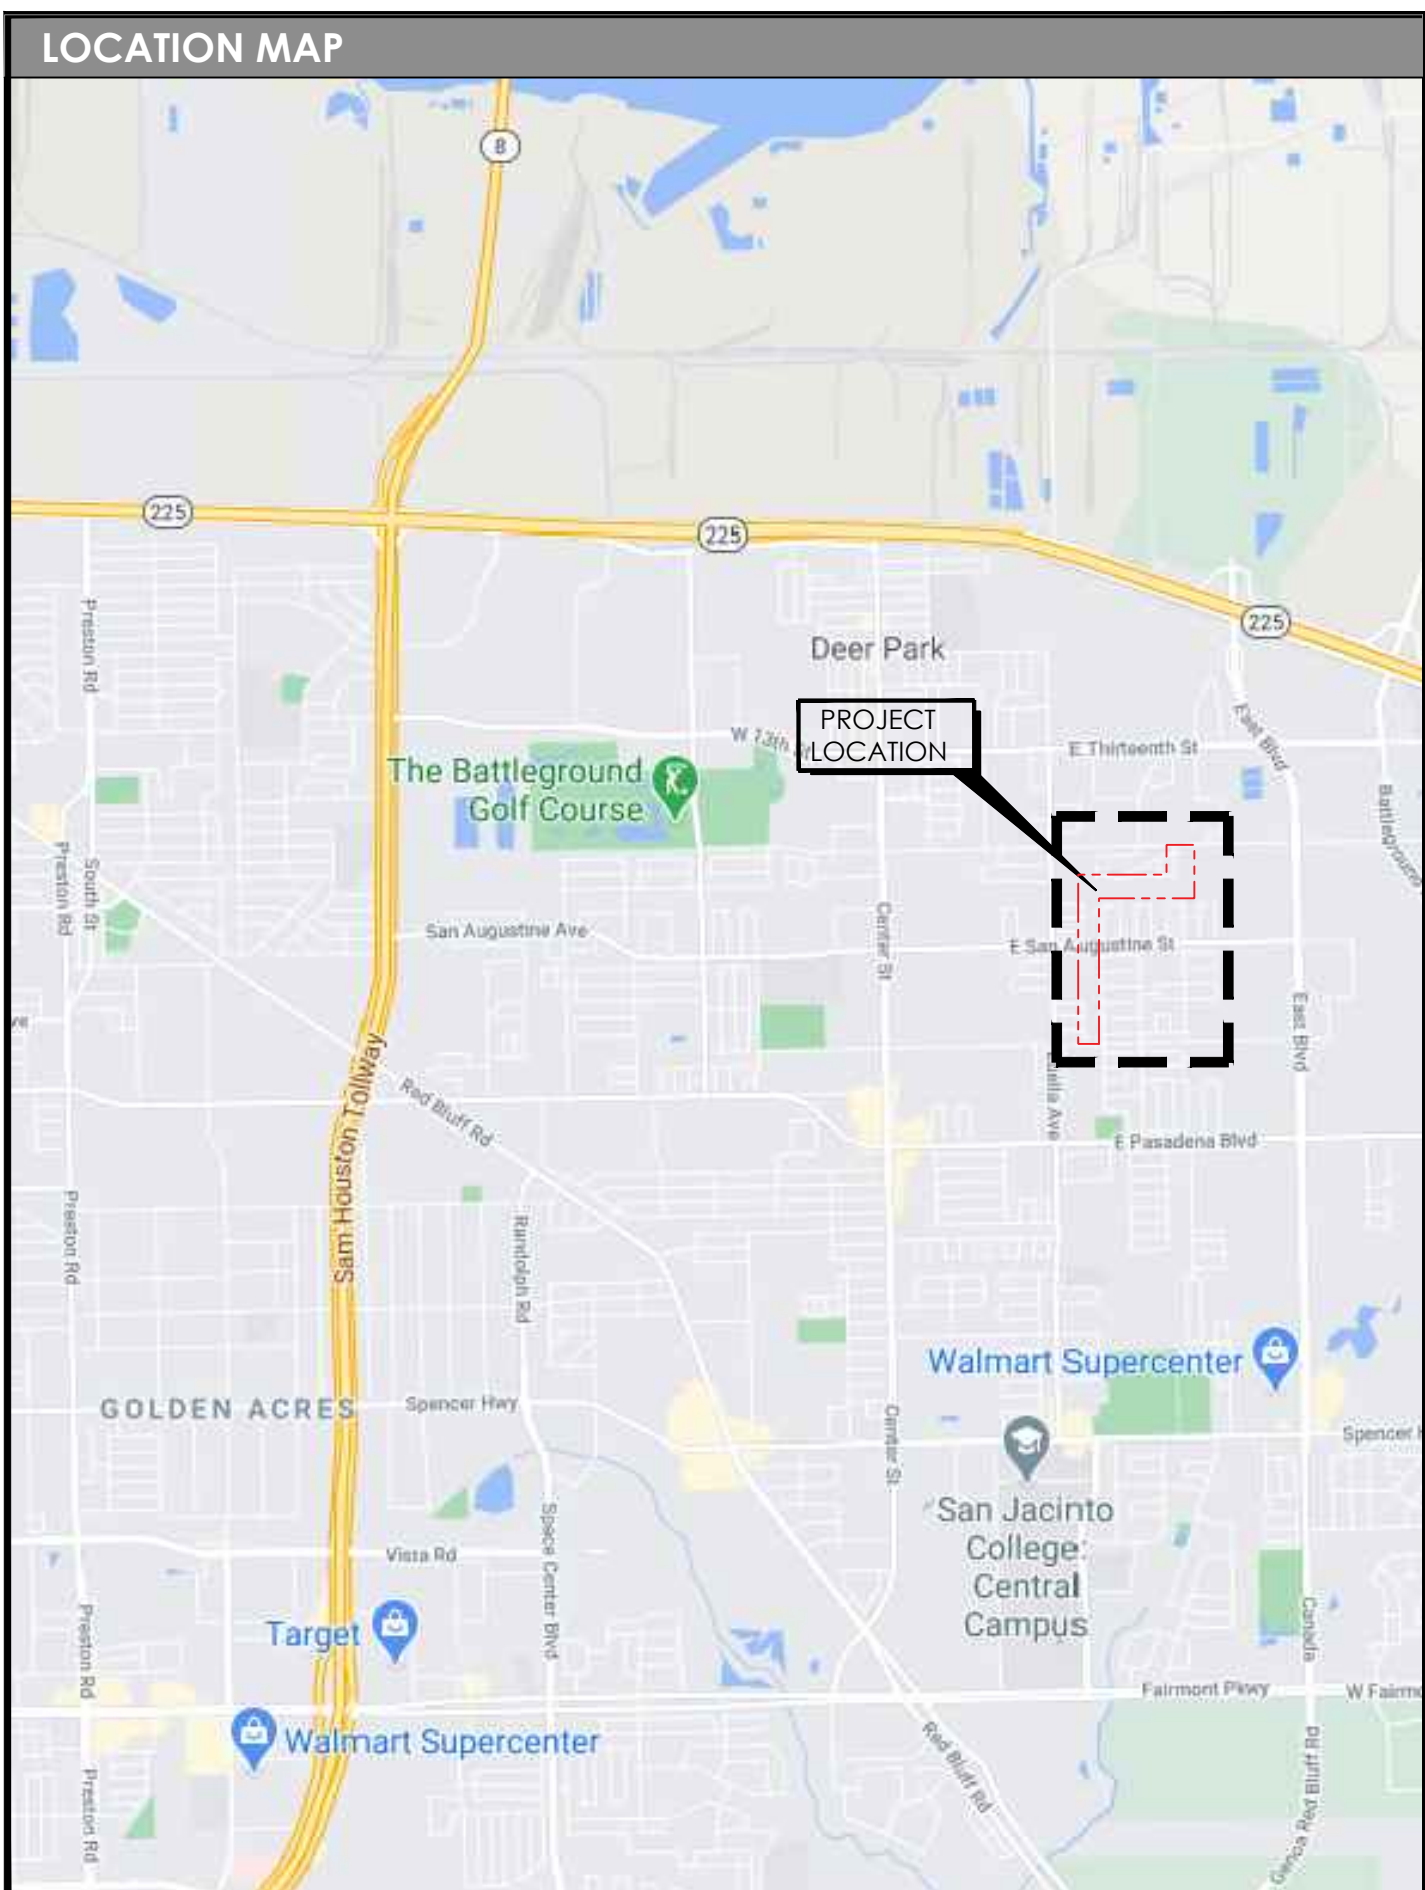 LOCATION MAP
8
225
225
225
Preston Rd
Deer Park
East Blvd
PROJECT
LOCATION
W 13th St
E Thirteenth St
The Battleground
Golf Course
Preston Rd
South St
Center St
San Augustine Ave
E San Augustine St
East Blvd
Sam Houston Tollway
Red Bluff Rd
E Pasadena Blvd
Preston Rd
Randolph Rd
Walmart Supercenter
GOLDEN ACRES
Spencer Hwy
Center St
Spencer H
San Jacinto
College:
Central
Campus
Vista Rd
Space Center Blvd
Target
Preston Rd
Canada
Fairmont Pkwy
W Fairmo
Walmart Supercenter
Red Bluff Rd
Preston Rd
Genoa Red Bluff Rd